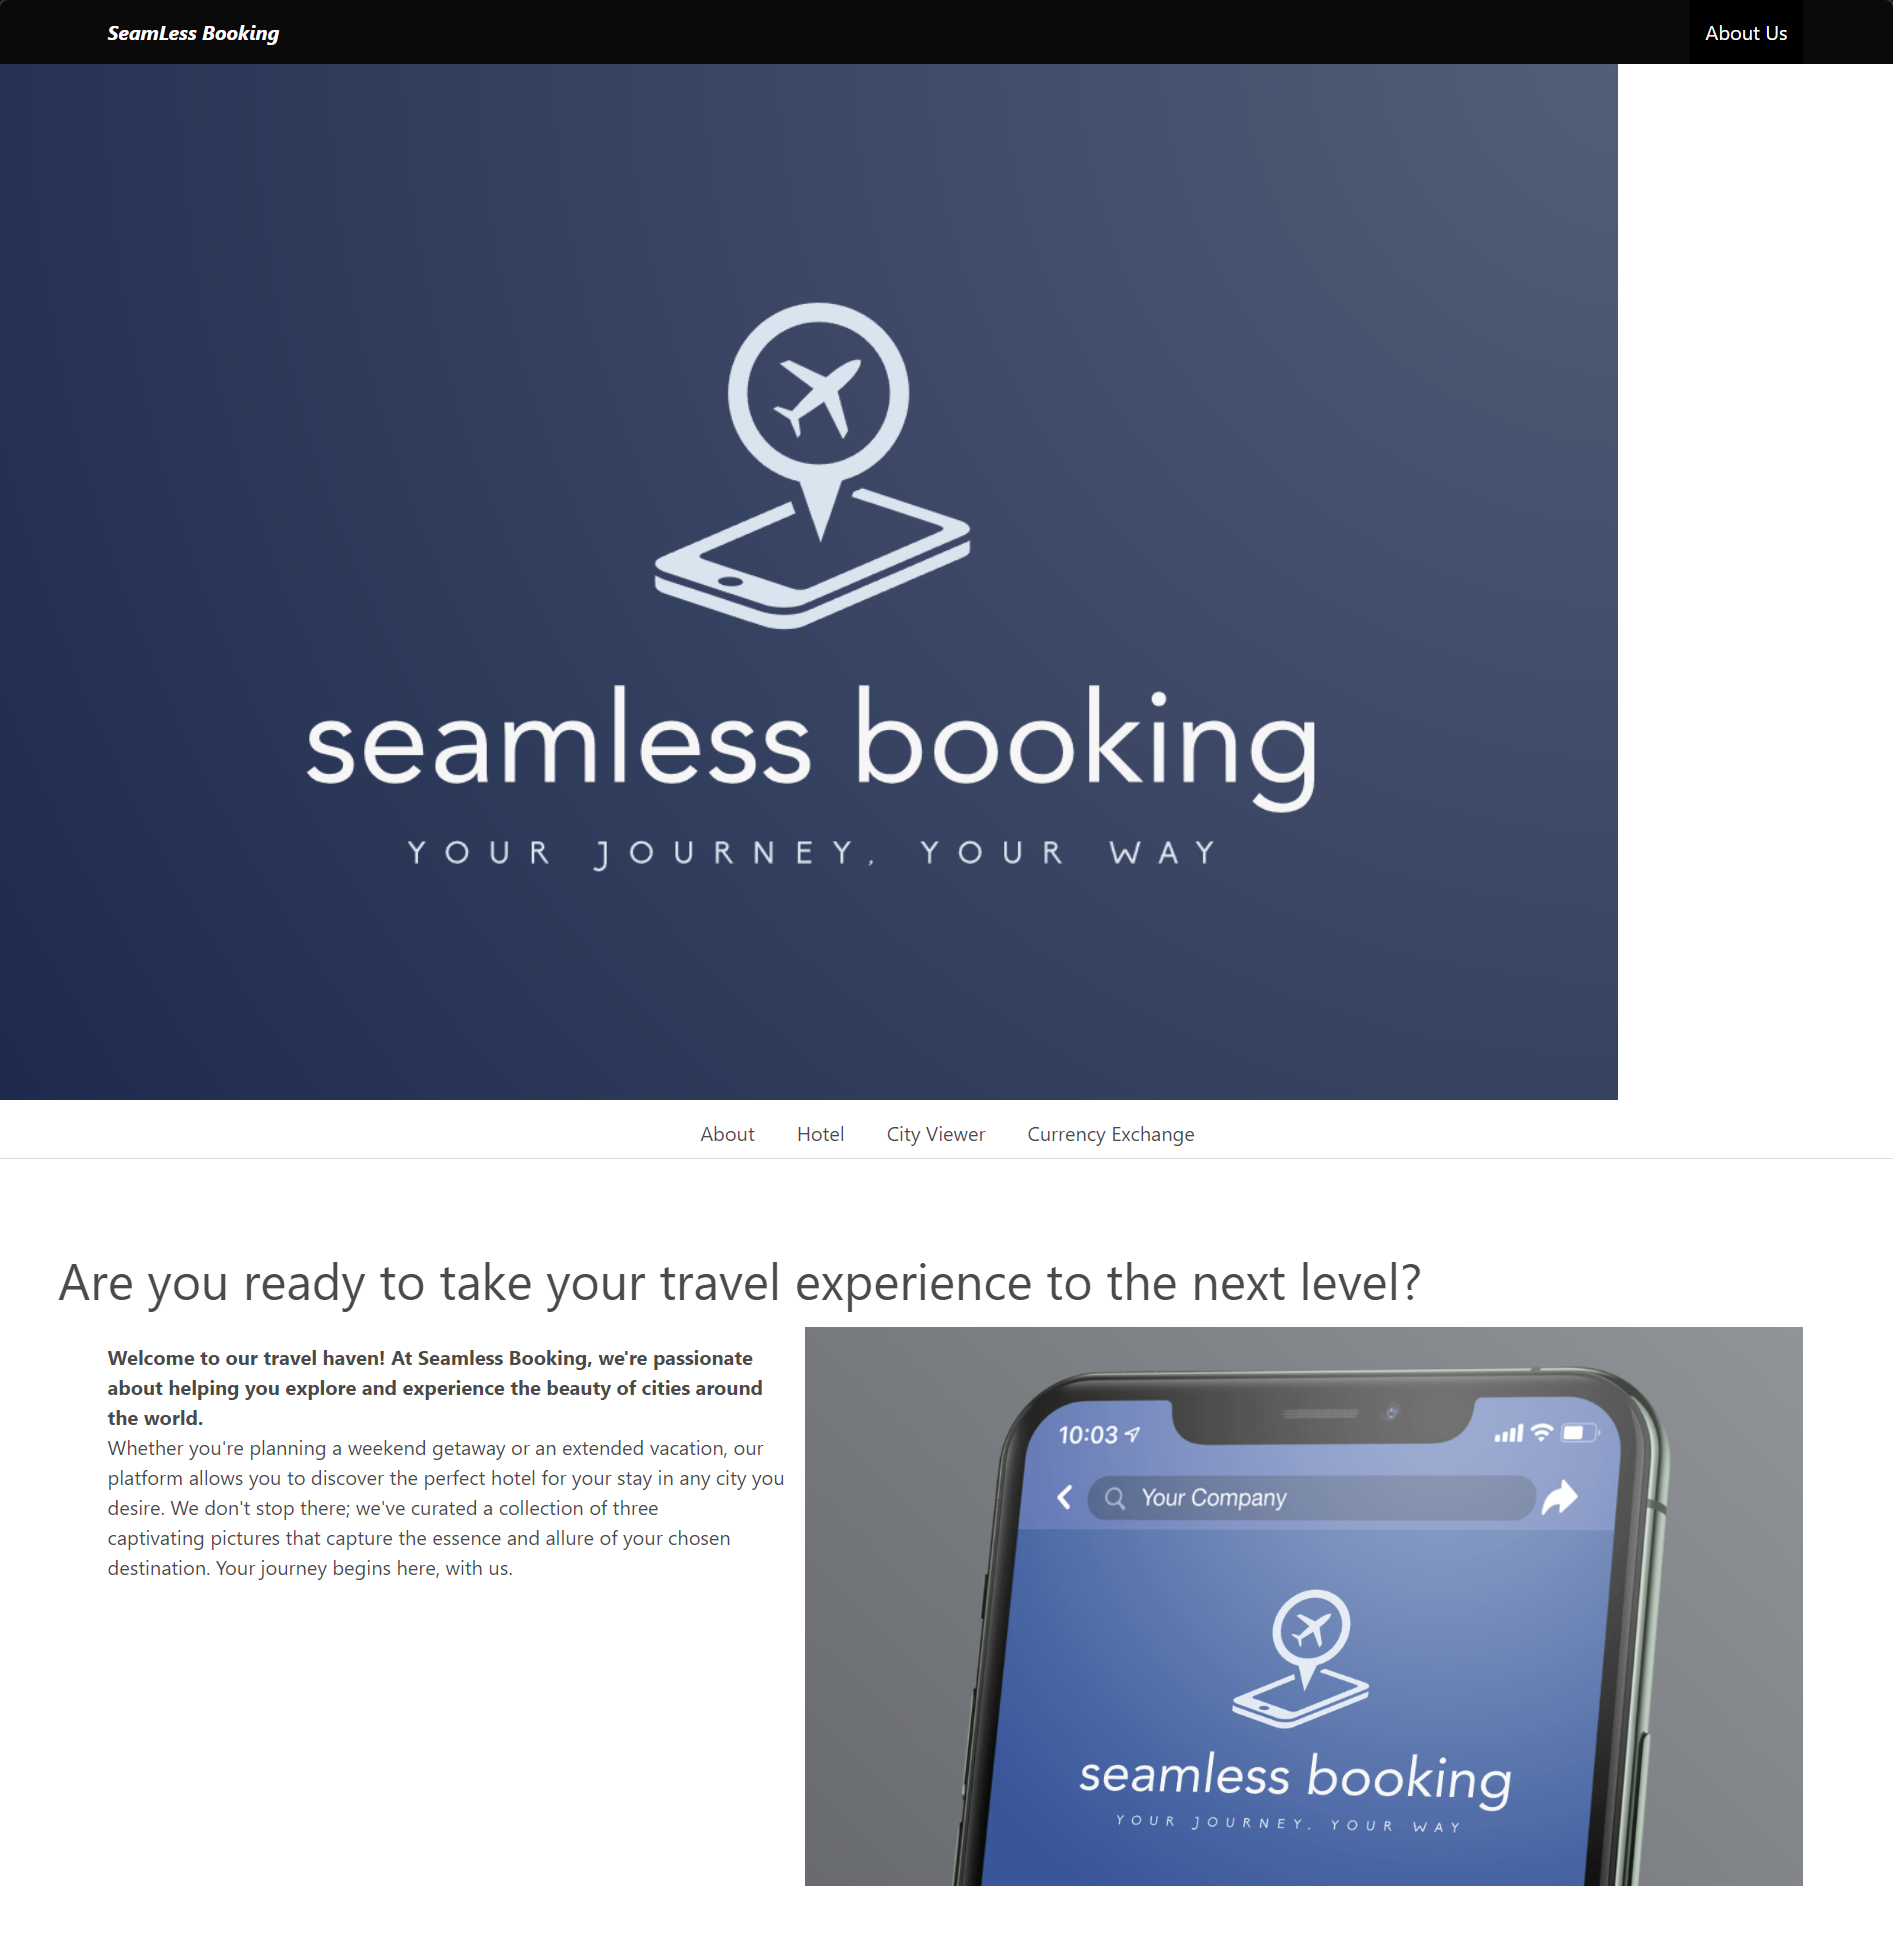 SeamLess Booking
About Us
seamless booking
YOUR JOURNEY, YOUR WAY
About
Hotel
City Viewer
Currency Exchange
Are you ready to take your travel experience to the next level?
Welcome to our travel haven! At Seamless Booking, we're passionate
about helping you explore and experience the beauty of cities around
the world.
Whether you're planning a weekend getaway or an extended vacation, our
platform allows you to discover the perfect hotel for your stay in any city you
desire. We don't stop there; we've curated a collection of three
captivating pictures that capture the essence and allure of your chosen
destination. Your journey begins here, with us.
10:03
Your Company
seamless booking
YOUR JOURNEY, YOUR WAY